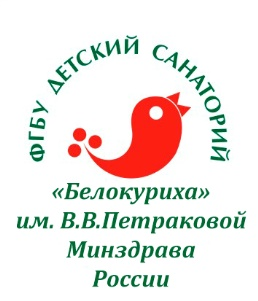 ФГБУ ДЕТСКИЙ САНАТОРИЙ
«Белокуриха»
им. В.В.Петраковой
Минздрава
России